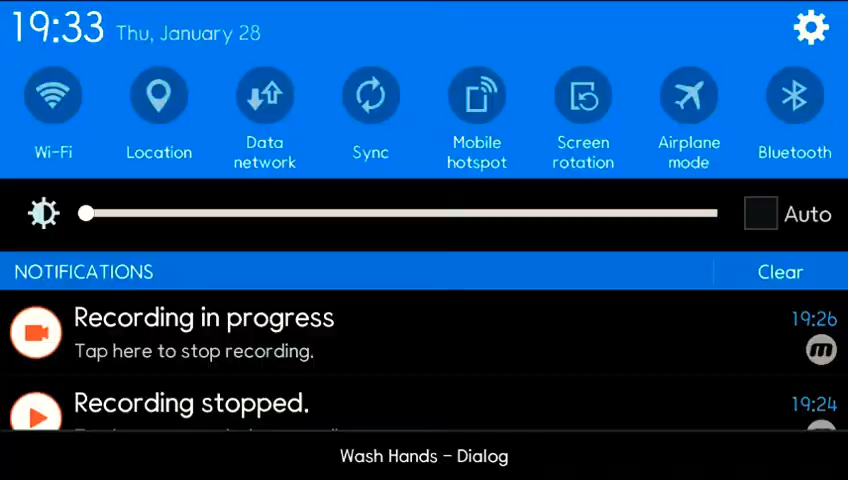 19:33 Thu, January 28
Wi-Fi
Location
Data
network
Sync
Mobile
hotspot
Screen
rotation
Airplane
mode
Bluetooth
Auto
NOTIFICATIONS Clear
Recording in progress 19:26
Tap here to stop recording.
Recording stopped. 19:24
Wash Hands - Dialog